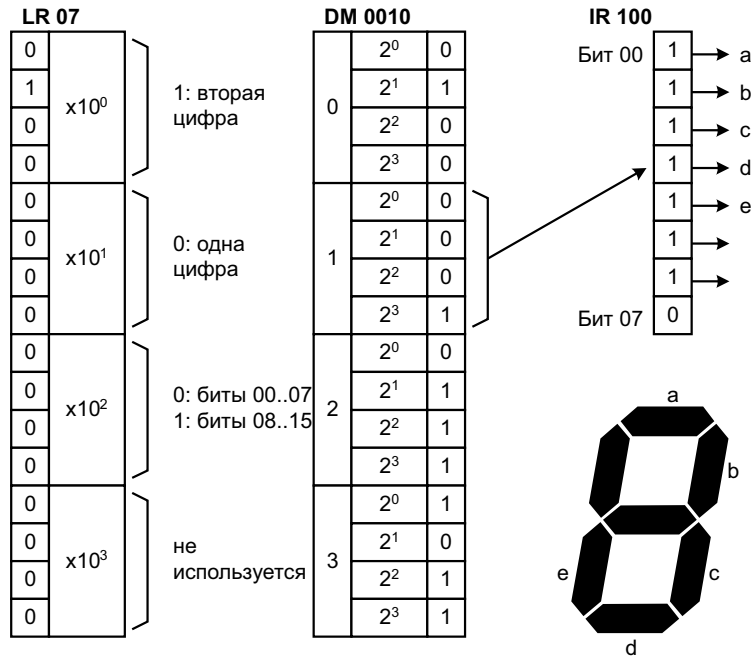 LR 07 DM 0010 IR 100
0 2⁰ 0 Бит 00 1 a
1 x10⁰ 1: вторая 0 2¹ 1 1 b
0 цифра 2² 0 1 c
0 2³ 0 1 d
0 2⁰ 0 1 e
0 x10¹ 0: одна 1 2¹ 0 1
0 цифра 2² 0 1
0 2³ 1 Бит 07 0
0 2⁰ 0
0 x10² 0: биты 00..07 2 2¹ 1
0 1: биты 08..15 2² 1
0 2³ 1
0 2⁰ 1
0 x10³ не 3 2¹ 0
0 используется 2² 1
0 2³ 1
a
b
e c
d